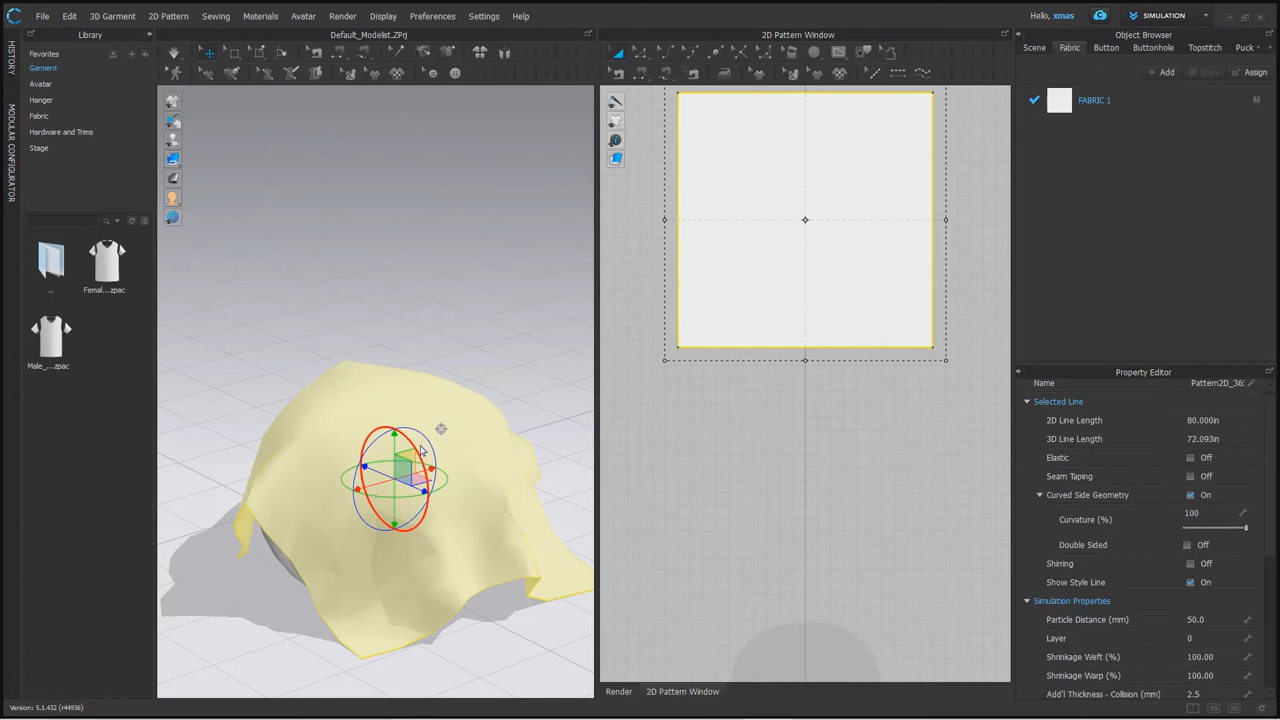 File Edit 3D Garment 2D Pattern Sewing Materials Avatar Render Display Preferences Settings Help
Hello, xmas
SIMULATION
Library
Default_Modelist.ZPrj
2D Pattern Window
Object Browser
HISTORY
MODULAR CONFIGURATOR
Favorites
Garment
Avatar
Hanger
Fabric
Hardware and Trims
Stage
..
Femal...zpac
Male_...zpac
Scene Fabric Button Buttonhole Topstitch Puck
Add Copy Assign
FABRIC 1
Property Editor
Name Pattern2D_36
Selected Line
2D Line Length 80.000in
3D Line Length 72.093in
Elastic Off
Seam Taping Off
Curved Side Geometry On
Curvature (%) 100
Double Sided Off
Shirring Off
Show Style Line On
Simulation Properties
Particle Distance (mm) 50.0
Layer 0
Shrinkage Weft (%) 100.00
Shrinkage Warp (%) 100.00
Add'l Thickness - Collision (mm) 2.5
Render 2D Pattern Window
Version: 5.1.432 (r44936)
3D 2D